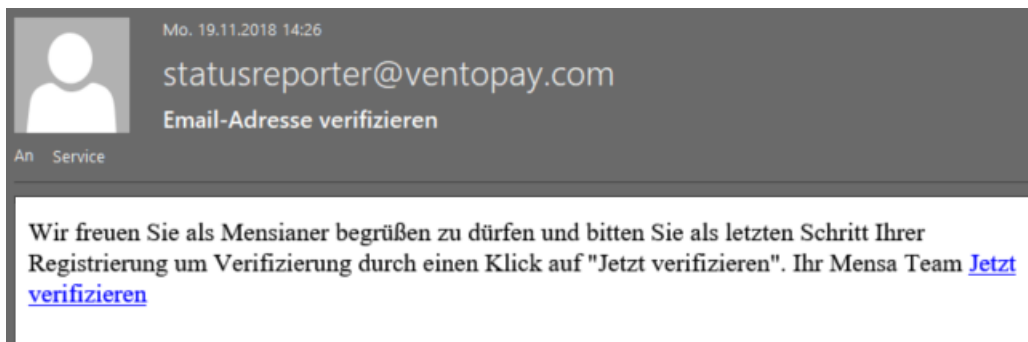 Mo. 19.11.2018 14:26
statusreporter@ventopay.com
Email-Adresse verifizieren
An Service
Wir freuen Sie als Mensianer begrüßen zu dürfen und bitten Sie als letzten Schritt Ihrer
Registrierung um Verifizierung durch einen Klick auf "Jetzt verifizieren". Ihr Mensa Team Jetzt
verifizieren